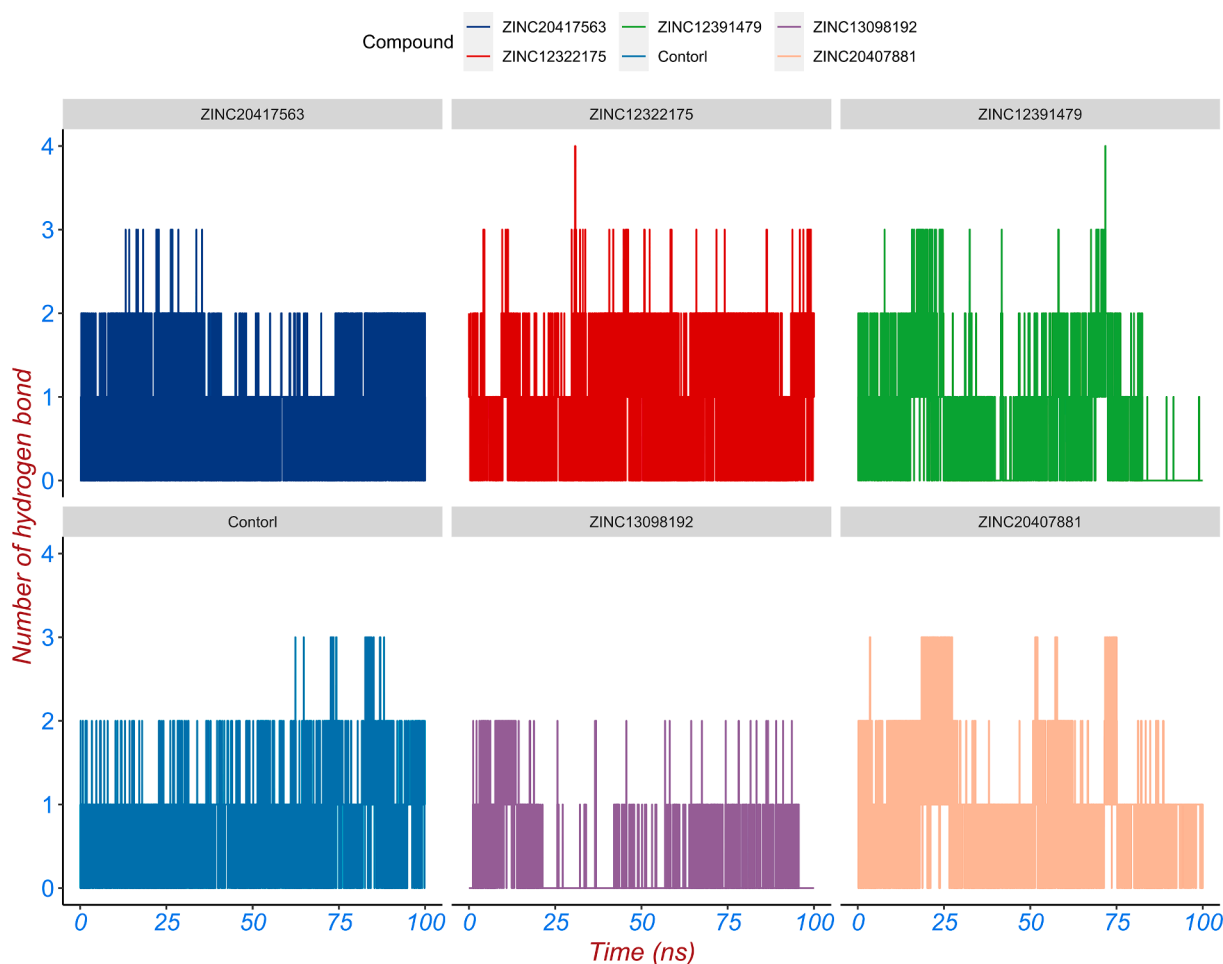 Compound
ZINC20417563 ZINC12391479 ZINC13098192
ZINC12322175 Contorl ZINC20407881
ZINC20417563 ZINC12322175 ZINC12391479
4
3
2
1
0
Number of hydrogen bond
Contorl ZINC13098192 ZINC20407881
4
3
2
1
0
0 25 50 75 100 0 25 50 75 100 0 25 50 75 100
Time (ns)